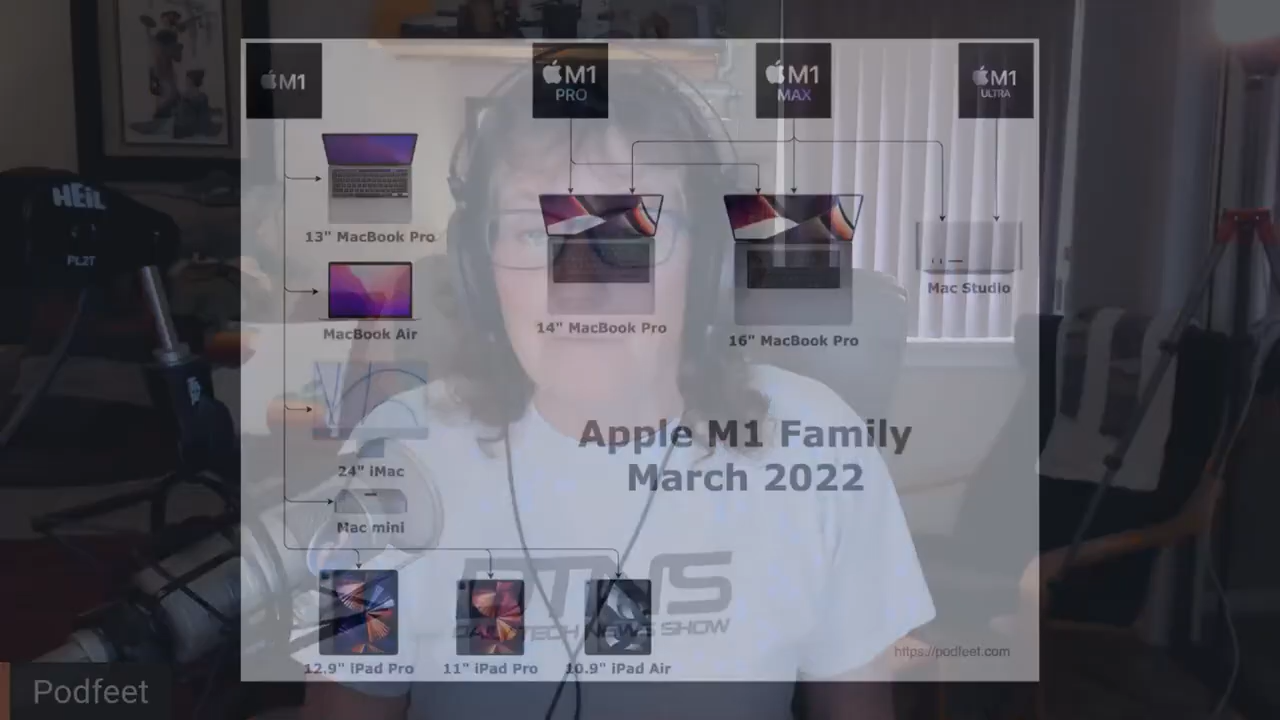 M1
M1
PRO
M1
MAX
M1
ULTRA
HEiL
PL2T
13" MacBook Pro
MacBook Air
14" MacBook Pro
16" MacBook Pro
Mac Studio
24" iMac
Mac mini
Apple M1 Family
March 2022
DTNS
DAILY TECH NEWS SHOW
12.9" iPad Pro
11" iPad Pro
10.9" iPad Air
https://podfeet.com
Podfeet